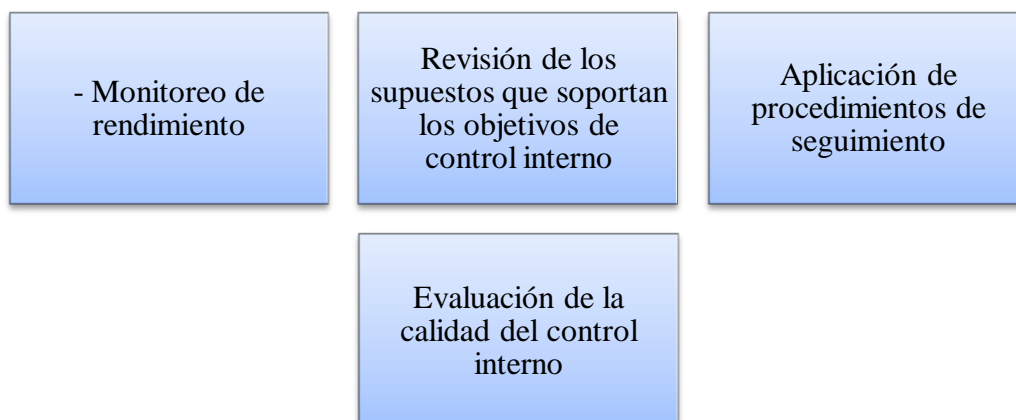 - Monitoreo de
rendimiento
Revisión de los
supuestos que soportan
los objetivos de
control interno
Aplicación de
procedimientos de
seguimiento
Evaluación de la
calidad del control
interno